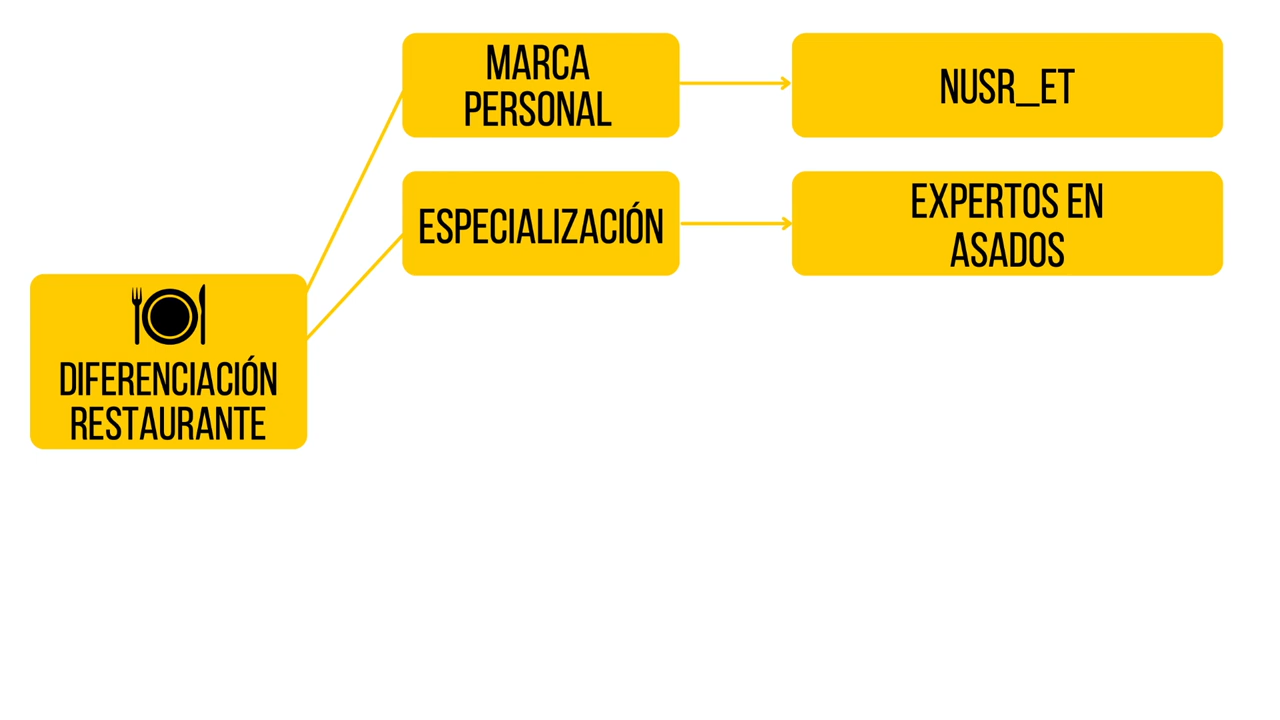 MARCA
PERSONAL
NUSR_ET
ESPECIALIZACIÓN
EXPERTOS EN
ASADOS
DIFERENCIACIÓN
RESTAURANTE